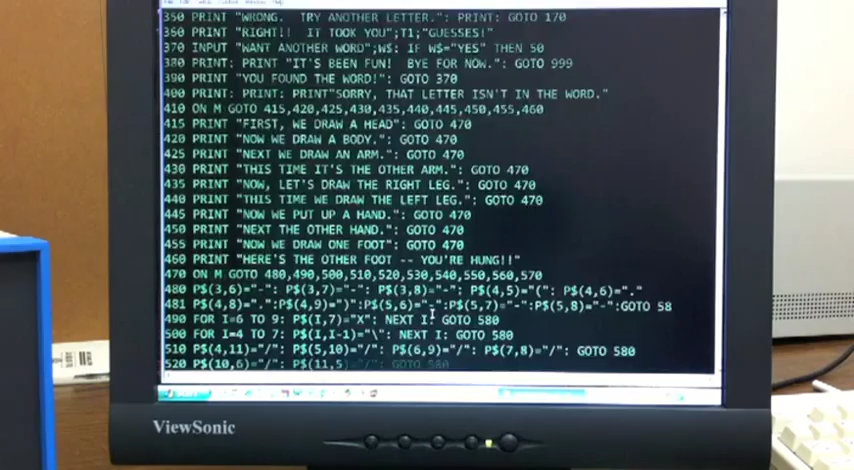 350 PRINT "WRONG.  TRY ANOTHER LETTER.": PRINT: GOTO 170
360 PRINT "RIGHT!!  IT TOOK YOU";T1;"GUESSES!"
370 INPUT "WANT ANOTHER WORD";W$: IF W$="YES" THEN 50
380 PRINT: PRINT "IT'S BEEN FUN!  BYE FOR NOW.": GOTO 999
390 PRINT "YOU FOUND THE WORD!": GOTO 370
400 PRINT: PRINT: PRINT"SORRY, THAT LETTER ISN'T IN THE WORD."
410 ON M GOTO 415,420,425,430,435,440,445,450,455,460
415 PRINT "FIRST, WE DRAW A HEAD": GOTO 470
420 PRINT "NOW WE DRAW A BODY.": GOTO 470
425 PRINT "NEXT WE DRAW AN ARM.": GOTO 470
430 PRINT "THIS TIME IT'S THE OTHER ARM.": GOTO 470
435 PRINT "NOW, LET'S DRAW THE RIGHT LEG.": GOTO 470
440 PRINT "THIS TIME WE DRAW THE LEFT LEG.": GOTO 470
445 PRINT "NOW WE PUT UP A HAND.": GOTO 470
450 PRINT "NEXT THE OTHER HAND.": GOTO 470
455 PRINT "NOW WE DRAW ONE FOOT": GOTO 470
460 PRINT "HERE'S THE OTHER FOOT -- YOU'RE HUNG!!"
470 ON M GOTO 480,490,500,510,520,530,540,550,560,570
480 P$(3,6)="-": P$(3,7)="-": P$(3,8)="-": P$(4,5)="(": P$(4,6)="."
481 P$(4,8)=".":P$(4,9)=")":P$(5,6)="-":P$(5,7)="-":P$(5,8)="-":GOTO 58
490 FOR I=6 TO 9: P$(I,7)="X": NEXT I: GOTO 580
500 FOR I=4 TO 7: P$(I,I-1)="\": NEXT I: GOTO 580
510 P$(4,11)="/": P$(5,10)="/": P$(6,9)="/": P$(7,8)="/": GOTO 580
520 P$(10,6)="/": P$(11,5)="/": GOTO 580
ViewSonic